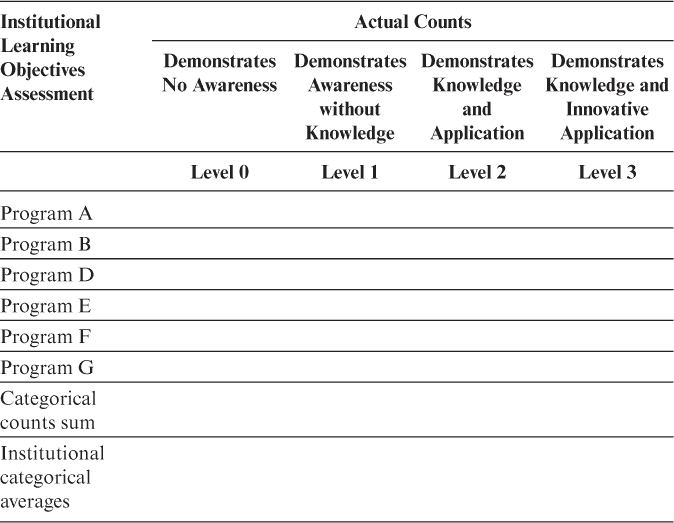 Institutional
Learning
Objectives
Assessment
Actual Counts
Demonstrates
No Awareness
Demonstrates
Awareness
without
Knowledge
Demonstrates
Knowledge
and
Application
Demonstrates
Knowledge and
Innovative
Application
Level 0
Level 1
Level 2
Level 3
Program A
Program B
Program D
Program E
Program F
Program G
Categorical
counts sum
Institutional
categorical
averages